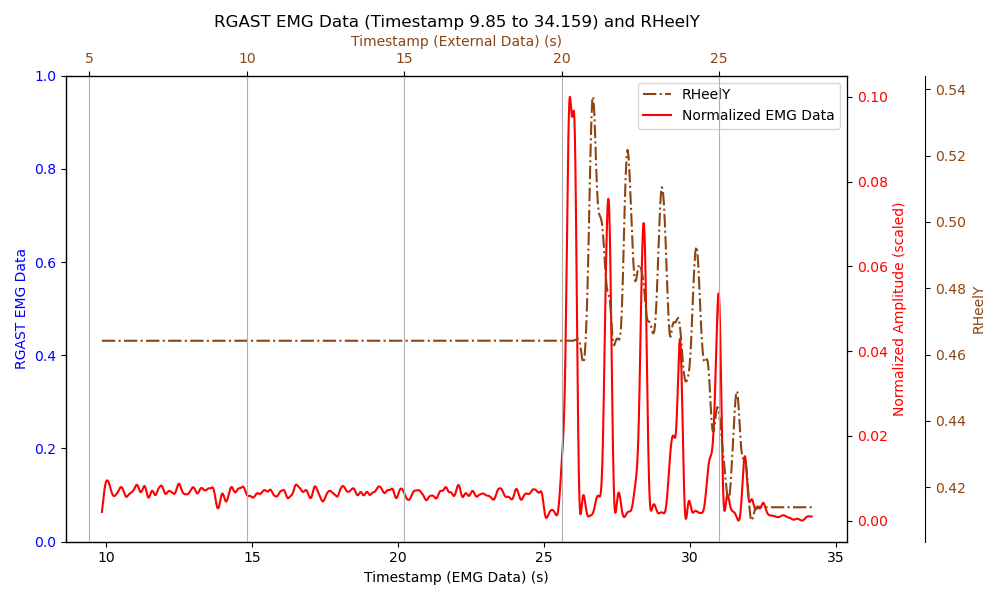 RGAST EMG Data (Timestamp 9.85 to 34.159) and RHeelY
Timestamp (External Data) (s)
5 10 15 20 25
1.0
0.8
0.6
0.4
0.2
0.0
RGAST EMG Data
RHeelY
Normalized EMG Data
0.10
0.08
0.06
0.04
0.02
0.00
Normalized Amplitude (scaled)
0.54
0.52
0.50
0.48
0.46
0.44
0.42
RHeelY
10 15 20 25 30 35
Timestamp (EMG Data) (s)